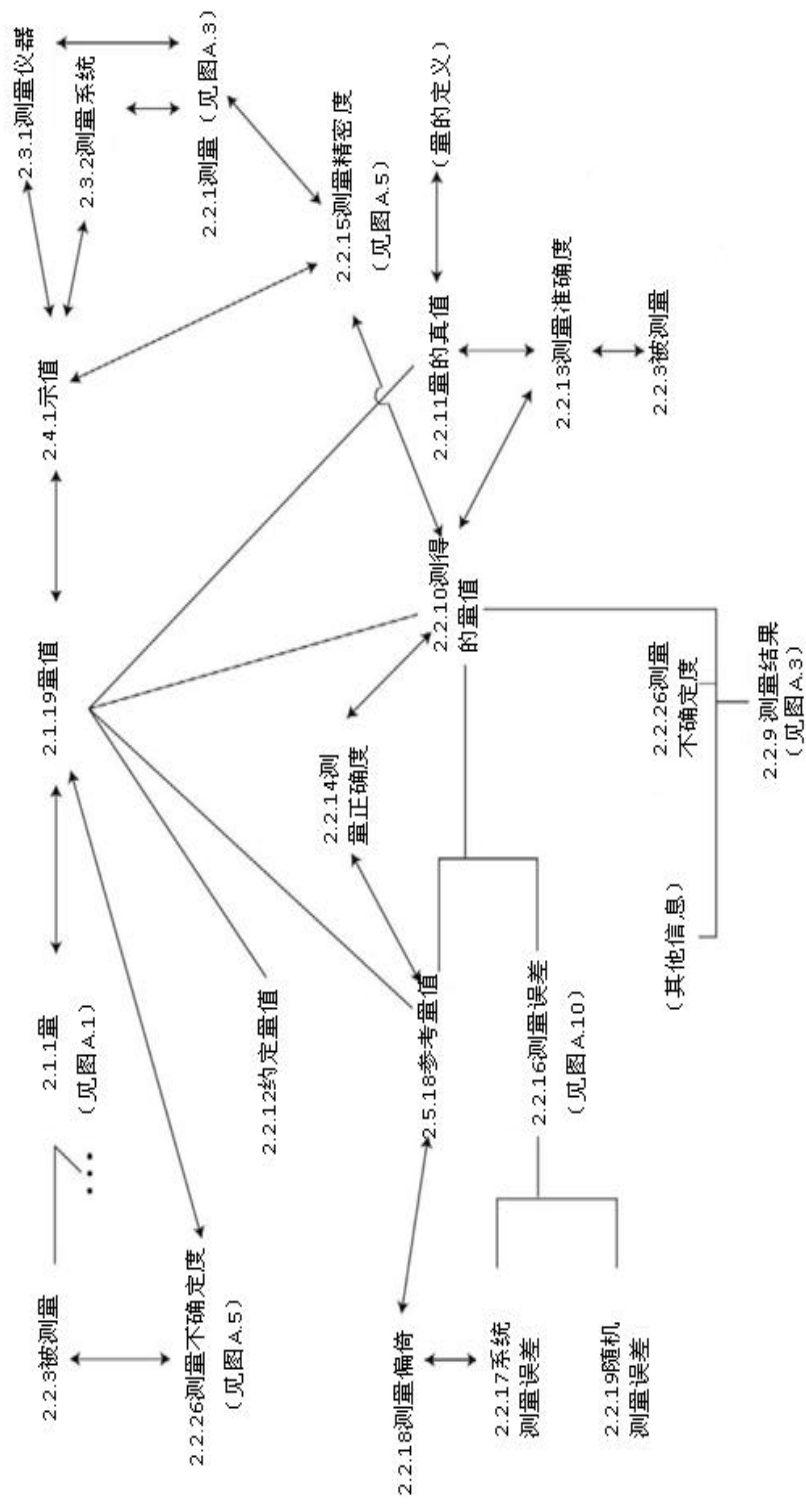 2.2.3被测量
2.1.1量
（见图A.1）
2.1.19量值
2.4.1示值
2.3.1测量仪器
2.3.2测量系统
2.2.1测量（见图A.3）
2.2.26测量不确定度
（见图A.5）
2.2.12约定量值
2.2.14测
量正确度
2.2.15测量精密度
（见图A.5）
2.2.18测量偏倚
2.5.18参考量值
2.2.10测得
的量值
2.2.11量的真值
（量的定义）
2.2.17系统
测量误差
2.2.16测量误差
（见图A.10）
2.2.13测量准确度
2.2.19随机
测量误差
（其他信息）
2.2.26测量
不确定度
2.2.3被测量
2.2.9 测量结果
（见图A.3）